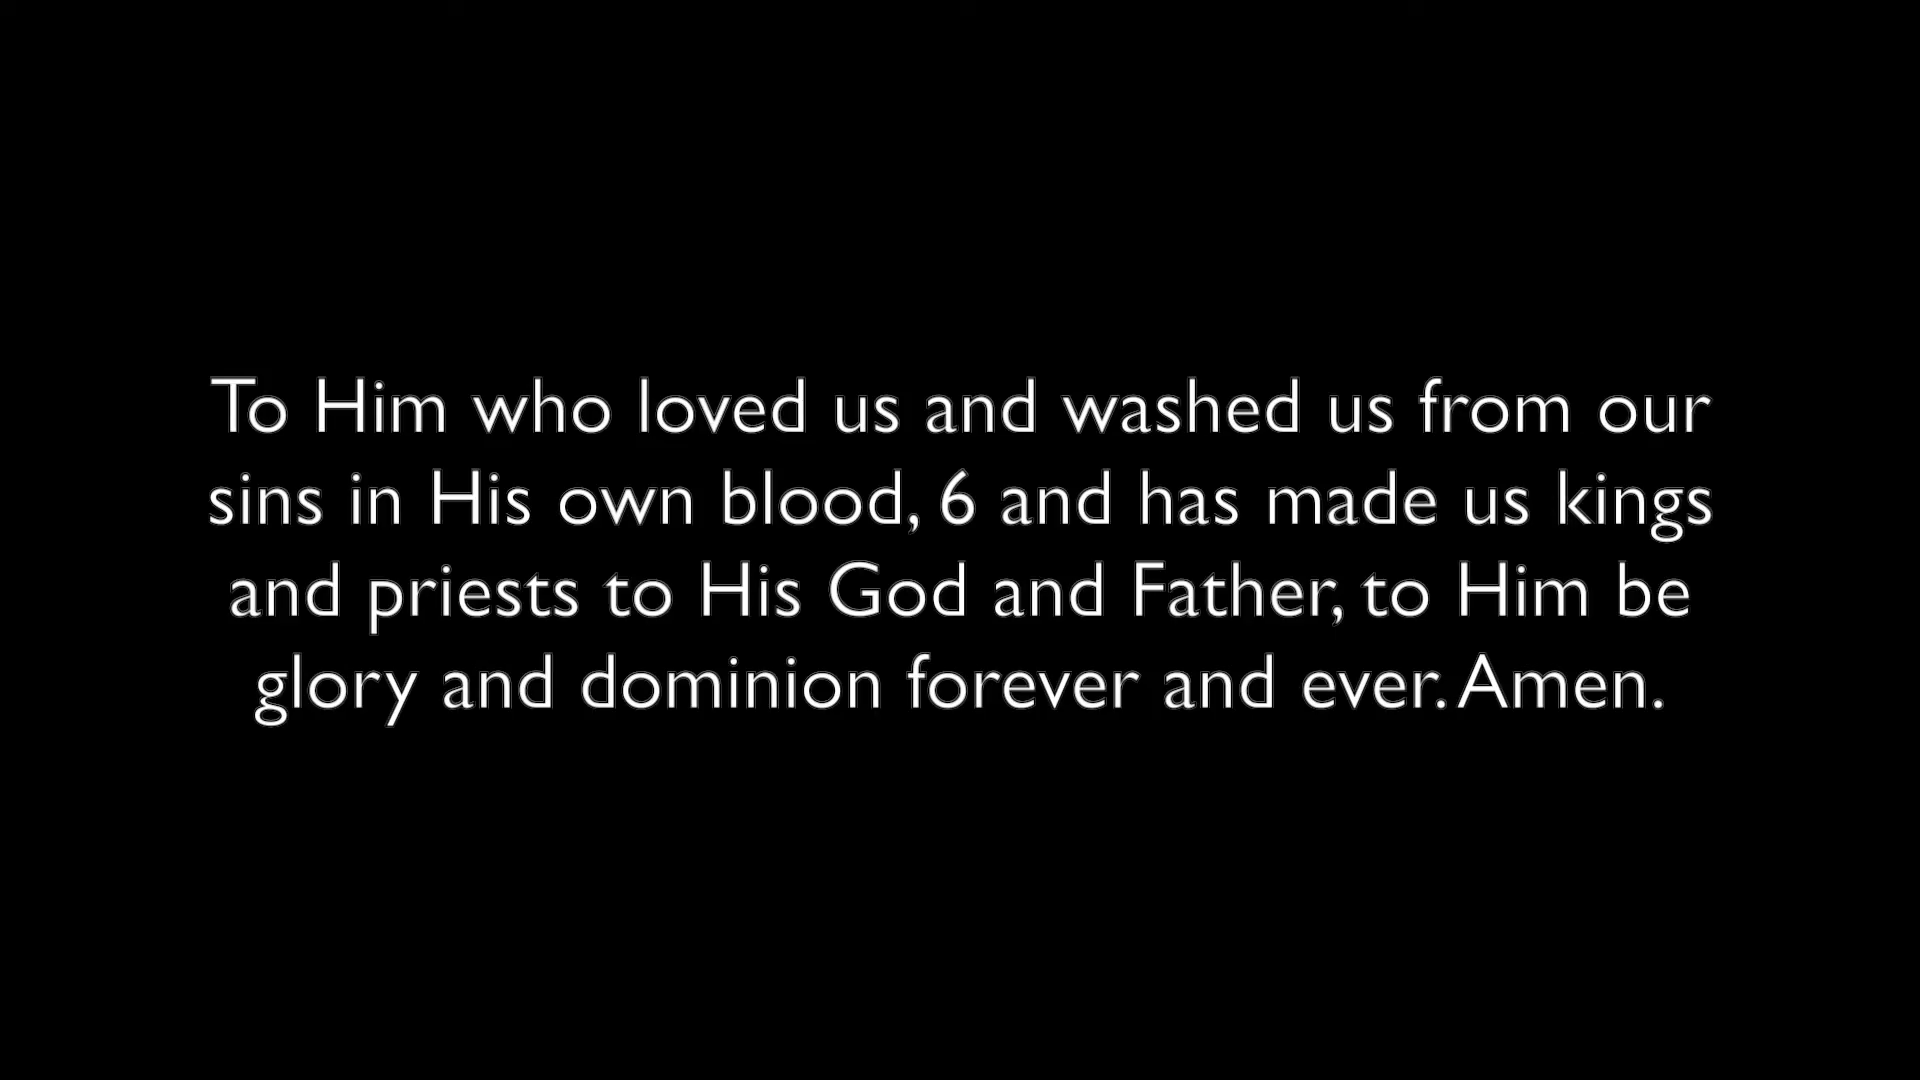 To Him who loved us and washed us from our
sins in His own blood, 6 and has made us kings
and priests to His God and Father, to Him be
glory and dominion forever and ever. Amen.